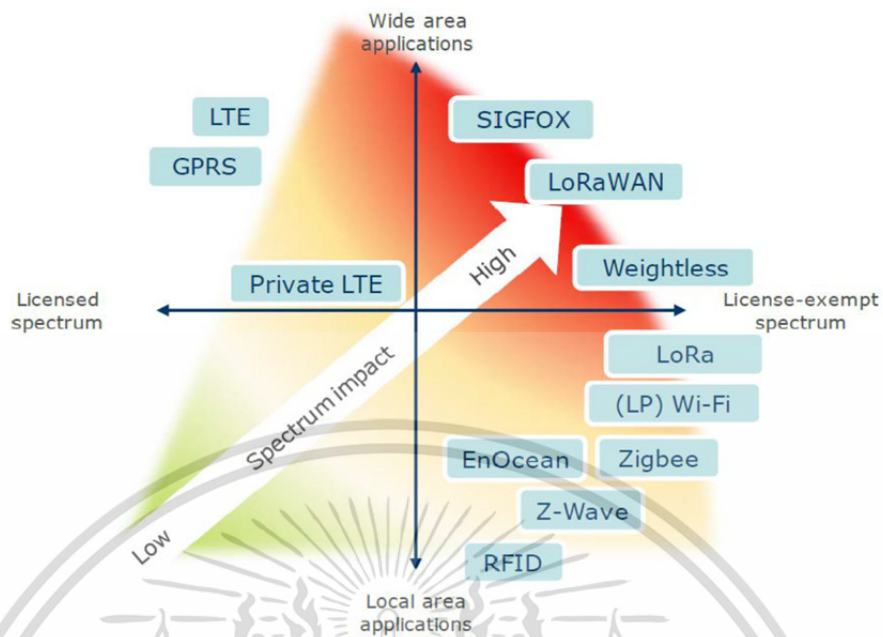 Wide area
applications
LTE
SIGFOX
GPRS
LoRaWAN
High
Weightless
Private LTE
Licensed
spectrum
License-exempt
spectrum
LoRa
Spectrum impact
(LP) Wi-Fi
EnOcean
Zigbee
Z-Wave
Low
RFID
Local area
applications